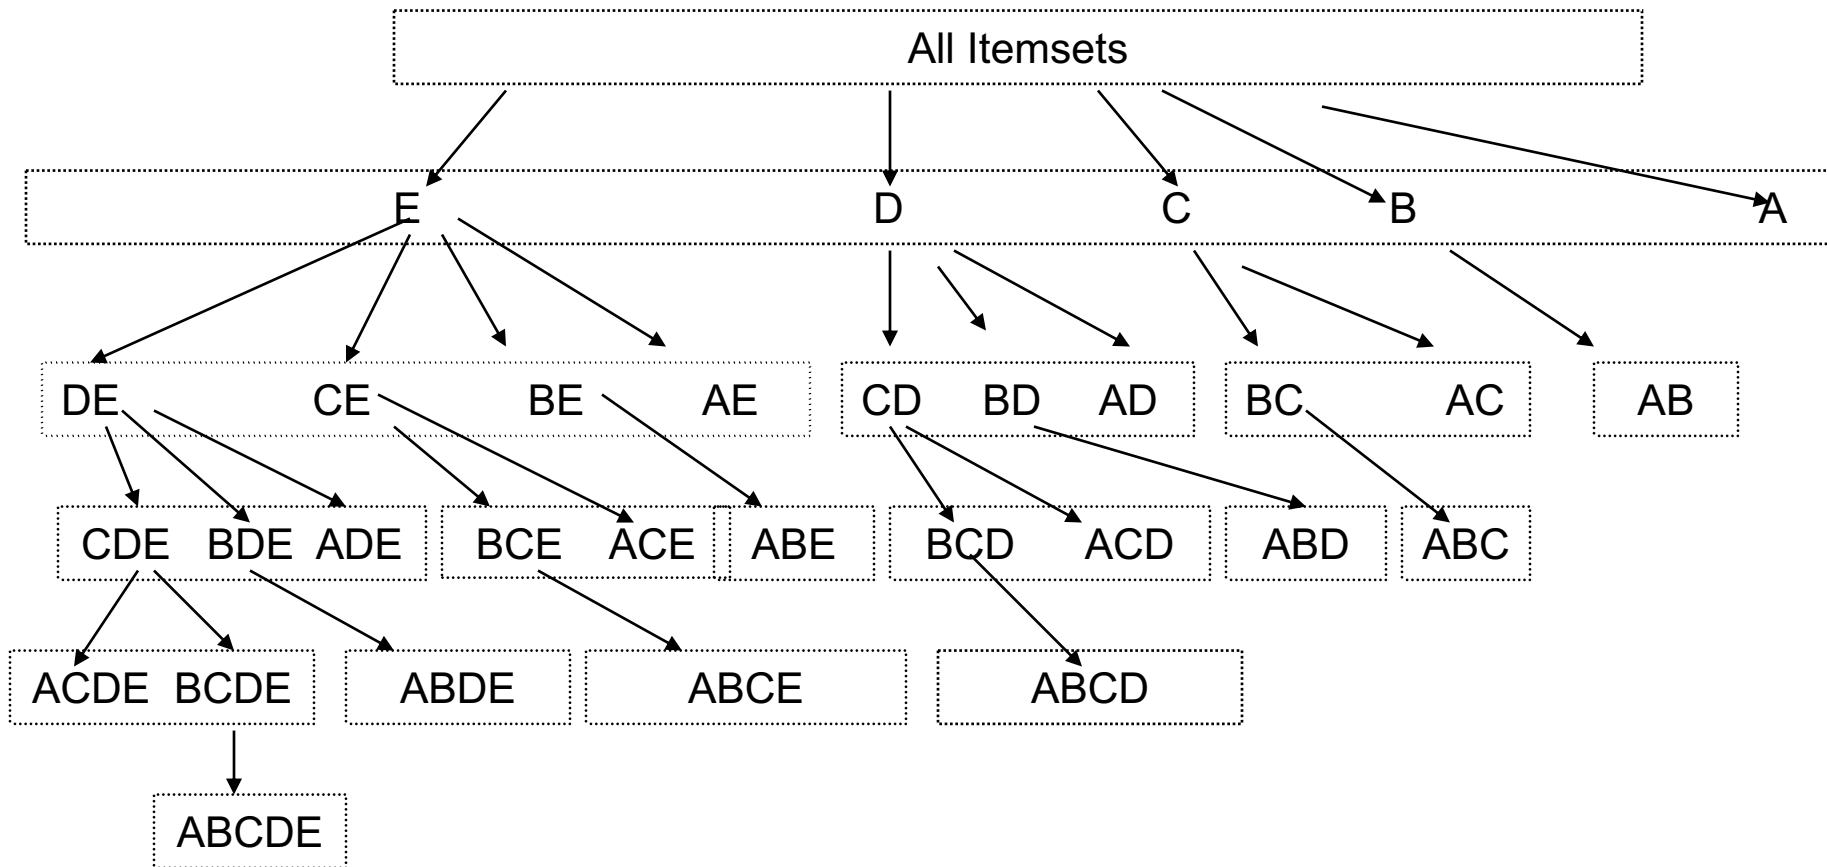 All Itemsets
E D C B A
DE CE BE AE CD BD AD BC AC AB
CDE BDE ADE BCE ACE ABE BCD ACD ABD ABC
ACDE BCDE ABDE ABCE ABCD
ABCDE